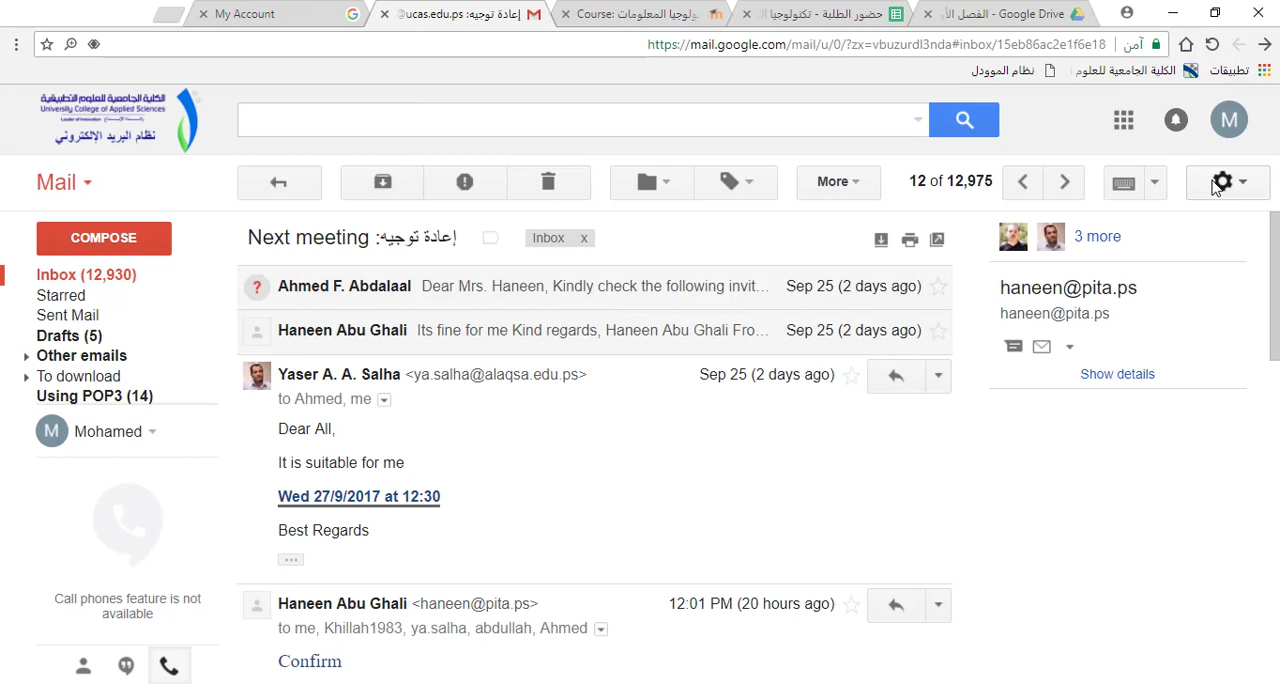 My Account
إعادة توجيه: ucas.edu.ps@
Course: تكنولوجيا المعلومات
حضور الطلبة - تكنولوجيا
Google Drive - الفصل الأ
https://mail.google.com/mail/u/0/?zx=vbuzurdl3nda#inbox/15eb86ac2e1f6e18
آمن
تطبيقات
الكلية الجامعية للعلوم
نظام الموودل
الكلية الجامعية للعلوم التطبيقية
University College of Applied Sciences
Leader of Innovation
نظام البريد الإلكتروني
M
Mail
More
12 of 12,975
COMPOSE
Inbox (12,930)
Starred
Sent Mail
Drafts (5)
Other emails
To download
Using POP3 (14)
M
Mohamed
Call phones feature is not
available
Next meeting :إعادة توجيه
Inbox x
Ahmed F. Abdalaal Dear Mrs. Haneen, Kindly check the following invit... Sep 25 (2 days ago)
Haneen Abu Ghali Its fine for me Kind regards, Haneen Abu Ghali Fro... Sep 25 (2 days ago)
Yaser A. A. Salha <ya.salha@alaqsa.edu.ps> Sep 25 (2 days ago)
to Ahmed, me
Dear All,
It is suitable for me
Wed 27/9/2017 at 12:30
Best Regards
...
Haneen Abu Ghali <haneen@pita.ps> 12:01 PM (20 hours ago)
to me, Khillah1983, ya.salha, abdullah, Ahmed
Confirm
3 more
haneen@pita.ps
haneen@pita.ps
Show details